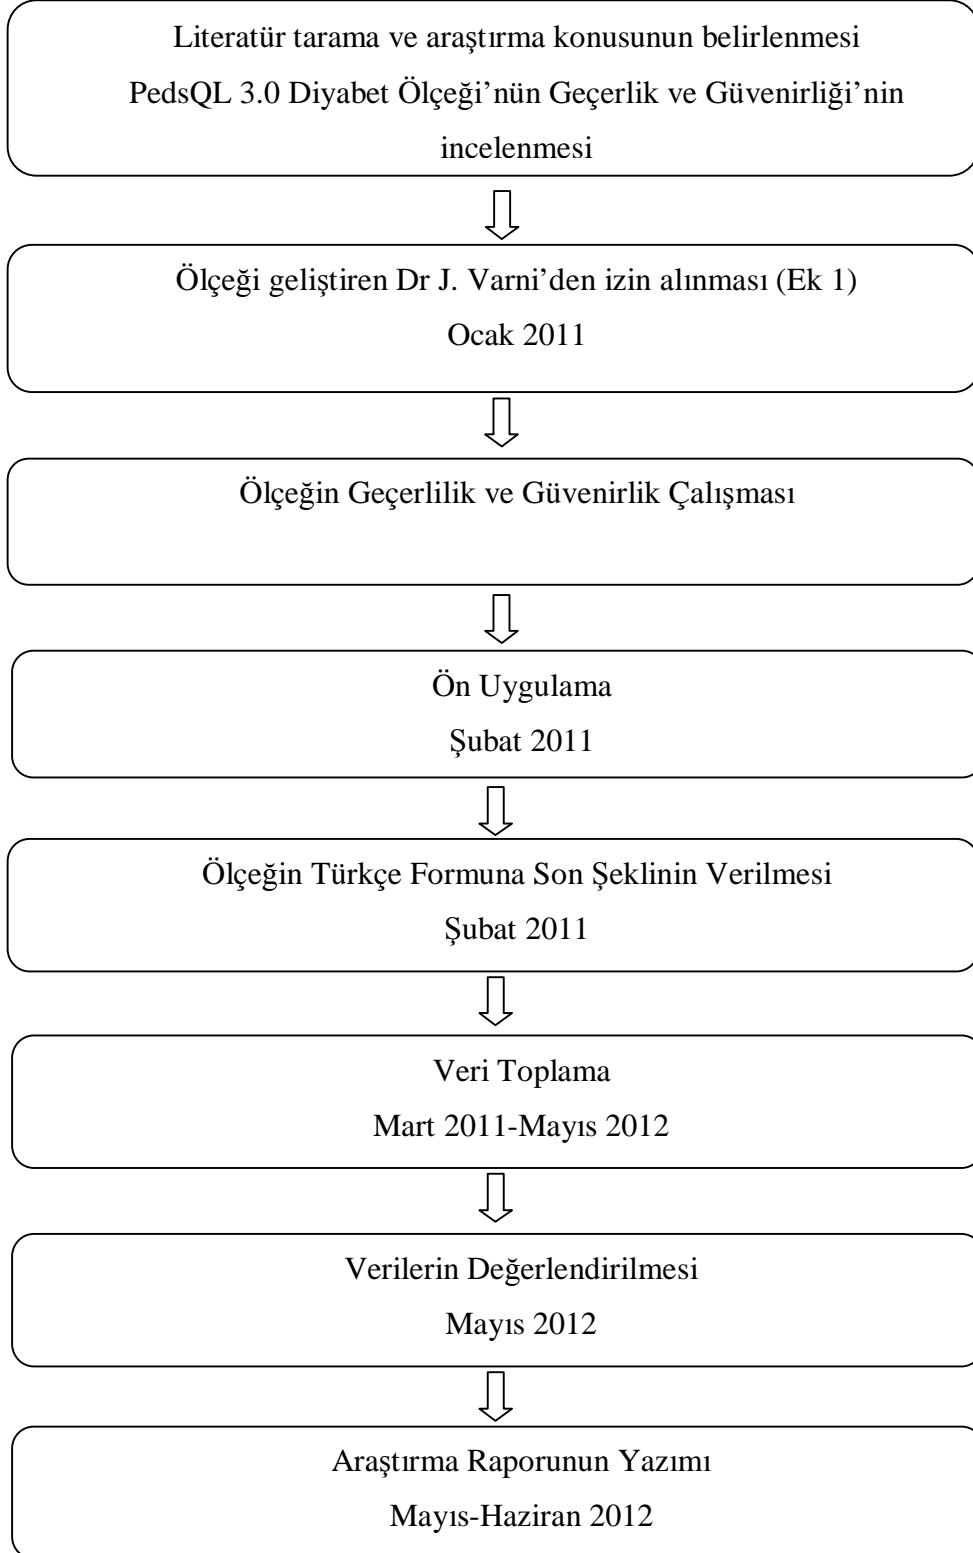 Literatür tarama ve araştırma konusunun belirlenmesi
PedsQL 3.0 Diyabet Ölçeği’nün Geçerlik ve Güvenirliği’nin
incelenmesi
Ölçeği geliştiren Dr J. Varni’den izin alınması (Ek 1)
Ocak 2011
Ölçeğin Geçerlilik ve Güvenirlik Çalışması
Ön Uygulama
Şubat 2011
Ölçeğin Türkçe Formuna Son Şeklinin Verilmesi
Şubat 2011
Veri Toplama
Mart 2011-Mayıs 2012
Verilerin Değerlendirilmesi
Mayıs 2012
Araştırma Raporunun Yazımı
Mayıs-Haziran 2012